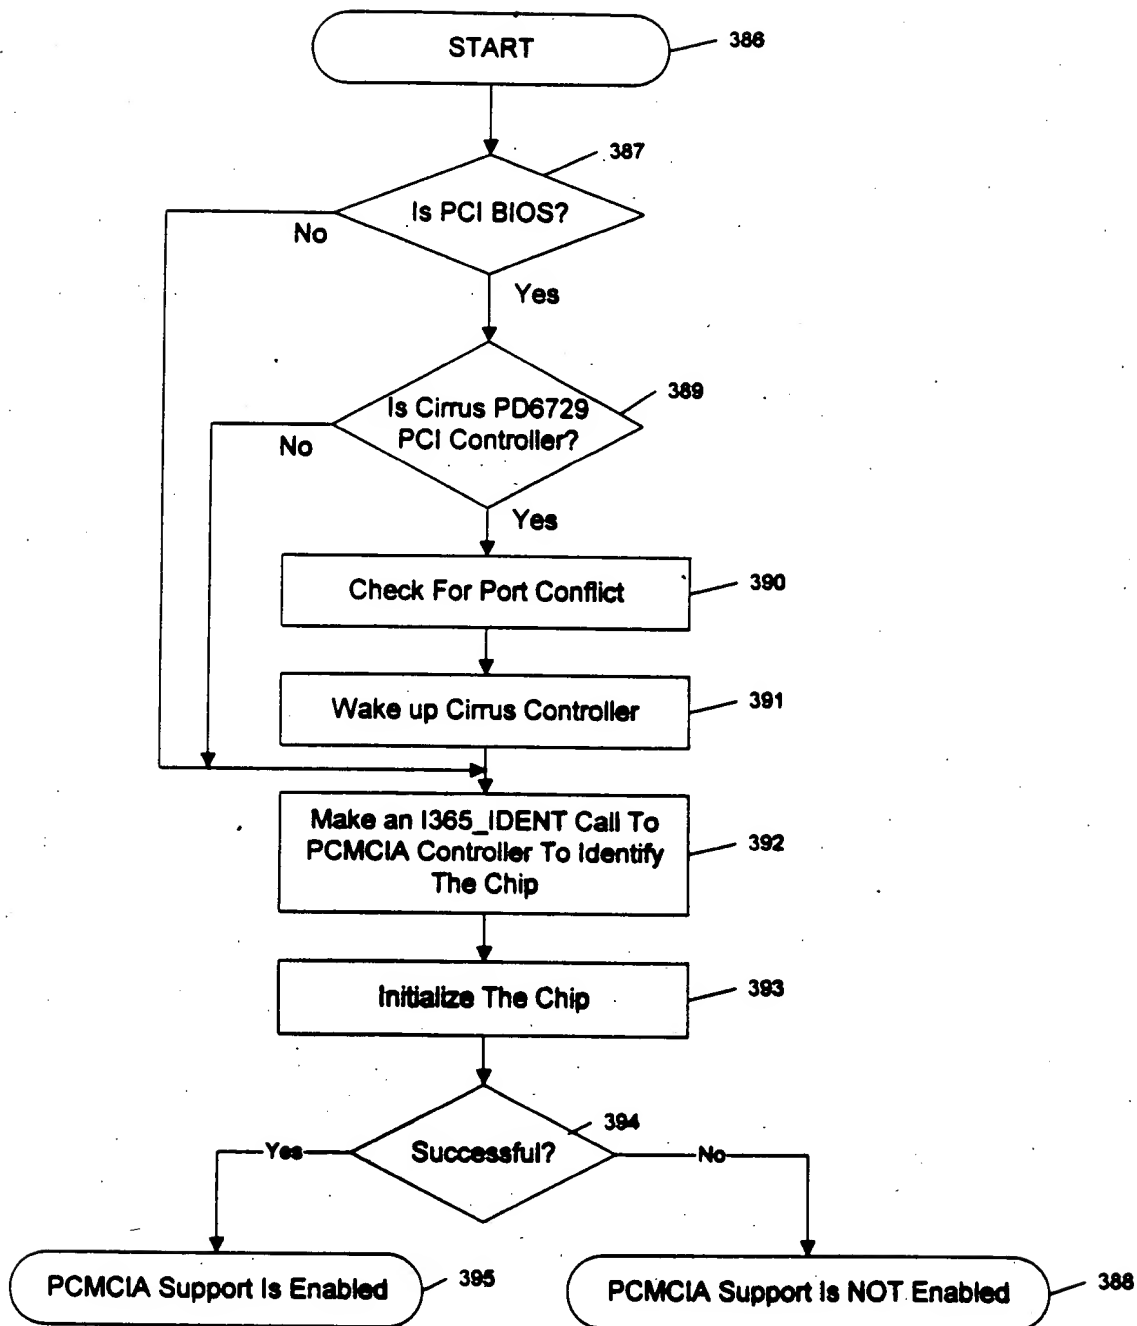 START
386
387
Is PCI BIOS?
No
Yes
389
Is Cirrus PD6729
PCI Controller?
No
Yes
Check For Port Conflict
390
Wake up Cirrus Controller
391
Make an I365_IDENT Call To
PCMCIA Controller To Identify
The Chip
392
Initialize The Chip
393
394
Successful?
Yes
No
PCMCIA Support Is Enabled
395
PCMCIA Support Is NOT Enabled
388